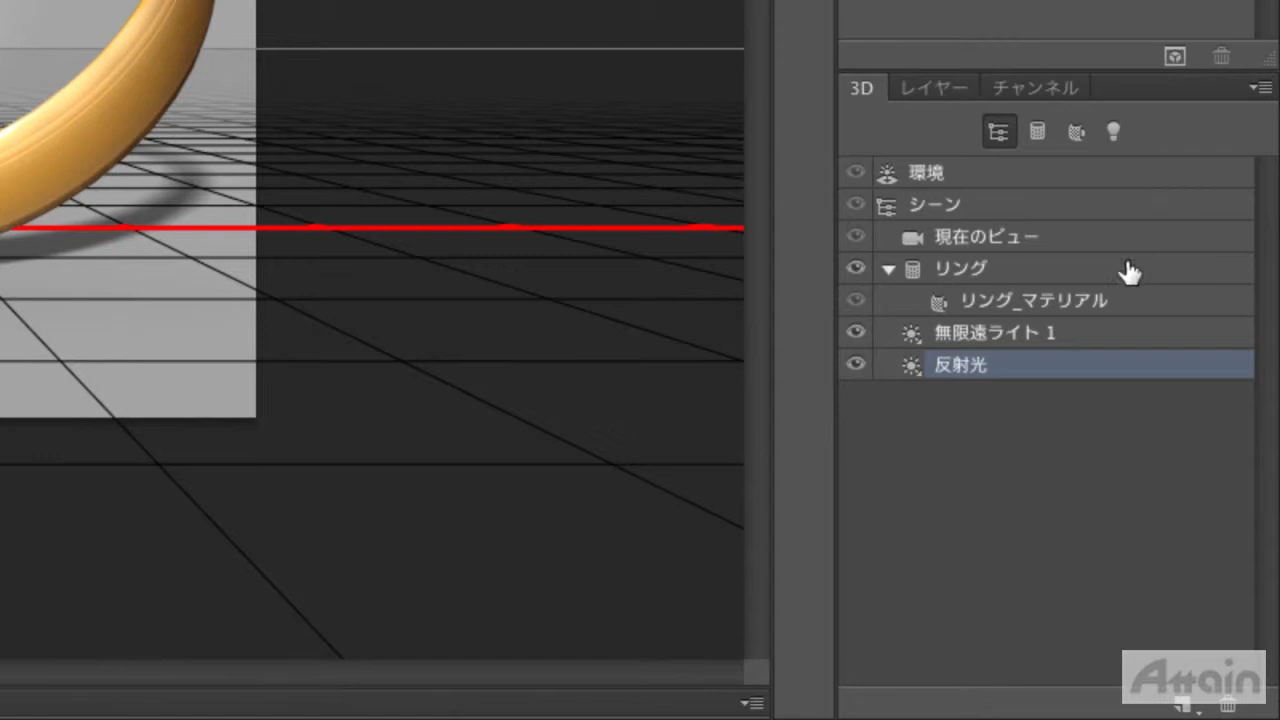 3D レイヤー チャンネル
環境
シーン
現在のビュー
リング
リング_マテリアル
無限遠ライト 1
反射光
Attain